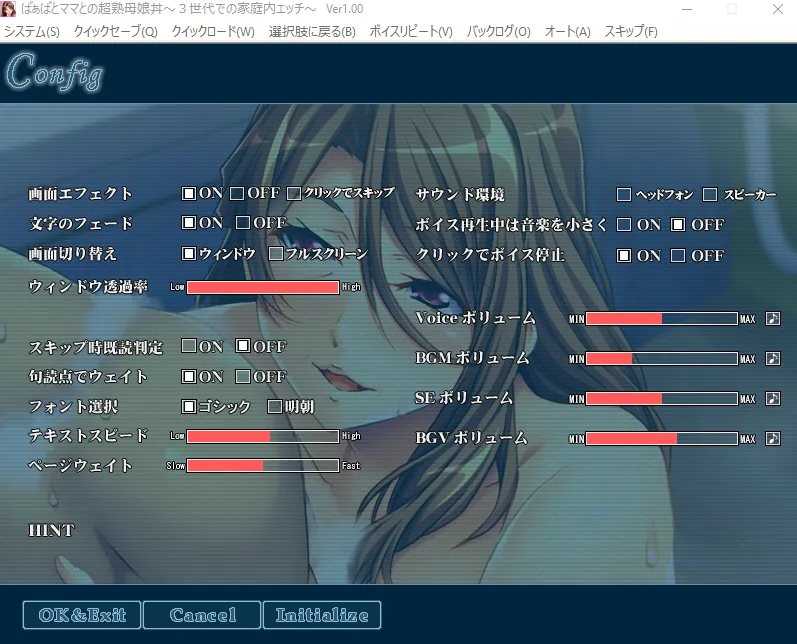 ばぁばとママとの超熟母娘丼～３世代での家庭内エッチ～ Ver1.00
システム(S) クイックセーブ(Q) クイックロード(W) 選択肢に戻る(B) ボイスリピート(V) バックログ(O) オート(A) スキップ(F)
Config
画面エフェクト ON OFF クリックでスキップ
文字のフェード ON OFF
画面切り替え ウィンドウ フルスクリーン
ウィンドウ透過率 Low High
スキップ時既読判定 ON OFF
句読点でウェイト ON OFF
フォント選択 ゴシック 明朝
テキストスピード Low High
ページウェイト Slow Fast
HINT
サウンド環境 ヘッドフォン スピーカー
ボイス再生中は音楽を小さく ON OFF
クリックでボイス停止 ON OFF
Voice ボリューム MIN MAX
BGM ボリューム MIN MAX
SE ボリューム MIN MAX
BGV ボリューム MIN MAX
OK&Exit Cancel Initialize